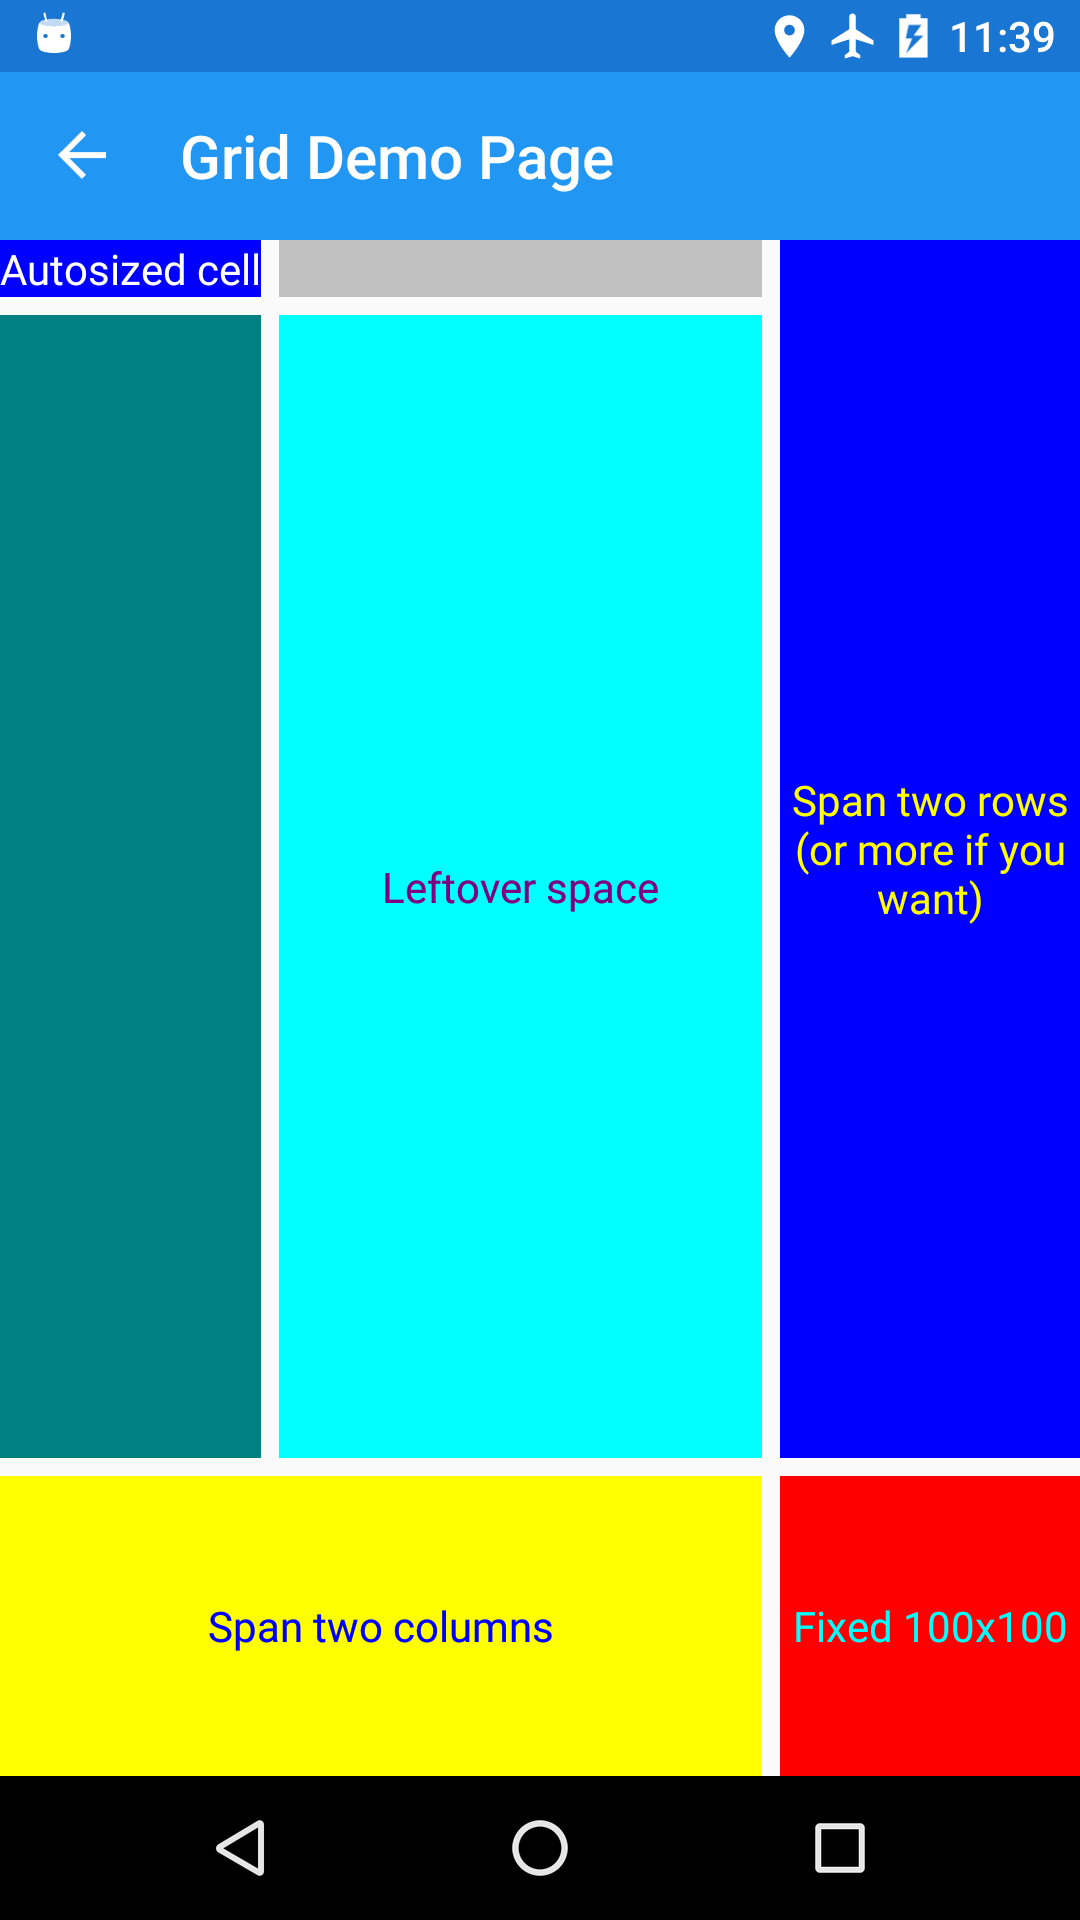 11:39
Grid Demo Page
Autosized cell
Span two rows
(or more if you
want)
Leftover space
Span two columns
Fixed 100x100